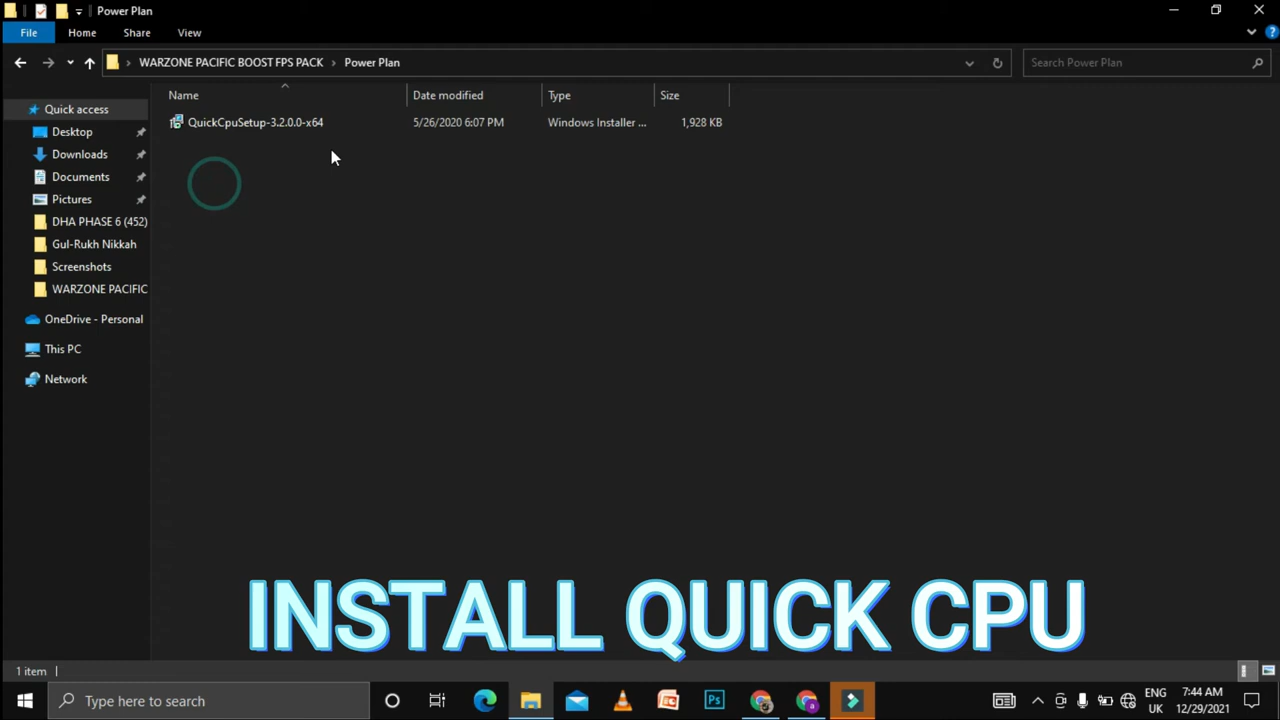 Power Plan
File Home Share View
WARZONE PACIFIC BOOST FPS PACK Power Plan
Search Power Plan
Name Date modified Type Size
QuickCpuSetup-3.2.0.0-x64 5/26/2020 6:07 PM Windows Installer ... 1,928 KB
Quick access
Desktop
Downloads
Documents
Pictures
DHA PHASE 6 (452)
Gul-Rukh Nikkah
Screenshots
WARZONE PACIFIC
OneDrive - Personal
This PC
Network
INSTALL QUICK CPU
1 item
Type here to search
Ps
a
ENG
UK
7:44 AM
12/29/2021